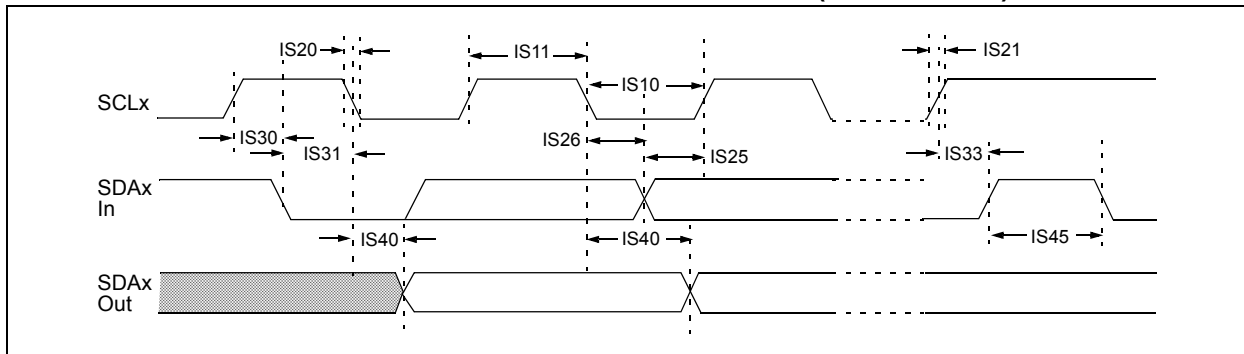 IS20
IS11
IS21
IS10
SCLx
IS30
IS26
IS31
IS25
IS33
SDAx
In
IS40
IS40
IS45
SDAx
Out